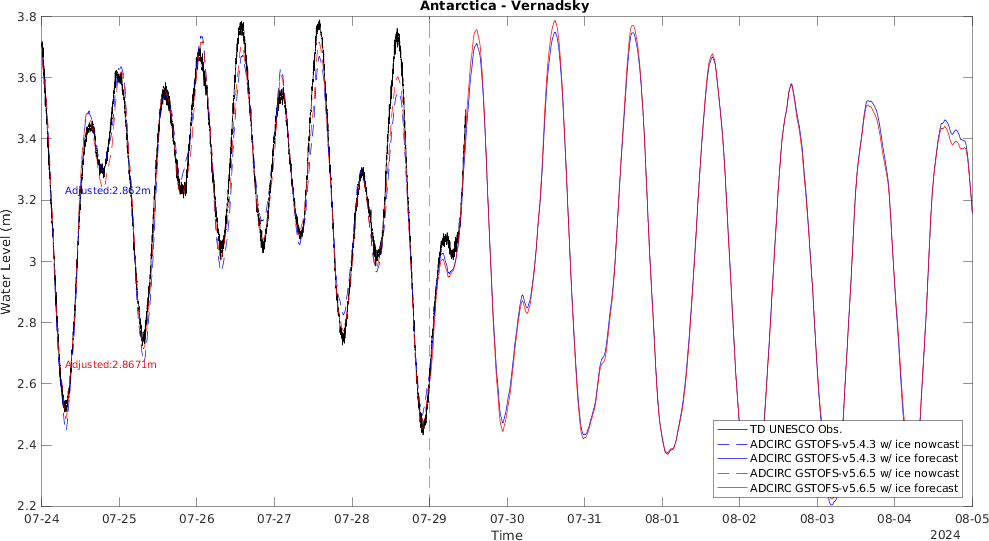 Antarctica - Vernadsky
3.8
3.6
3.4
3.2
3
2.8
2.6
2.4
2.2
Water Level (m)
Adjusted:2.862m
Adjusted:2.8671m
TD UNESCO Obs.
ADCIRC GSTOFS-v5.4.3 w/ ice nowcast
ADCIRC GSTOFS-v5.4.3 w/ ice forecast
ADCIRC GSTOFS-v5.6.5 w/ ice nowcast
ADCIRC GSTOFS-v5.6.5 w/ ice forecast
07-24 07-25 07-26 07-27 07-28 07-29 07-30 07-31 08-01 08-02 08-03 08-04 08-05
Time
2024